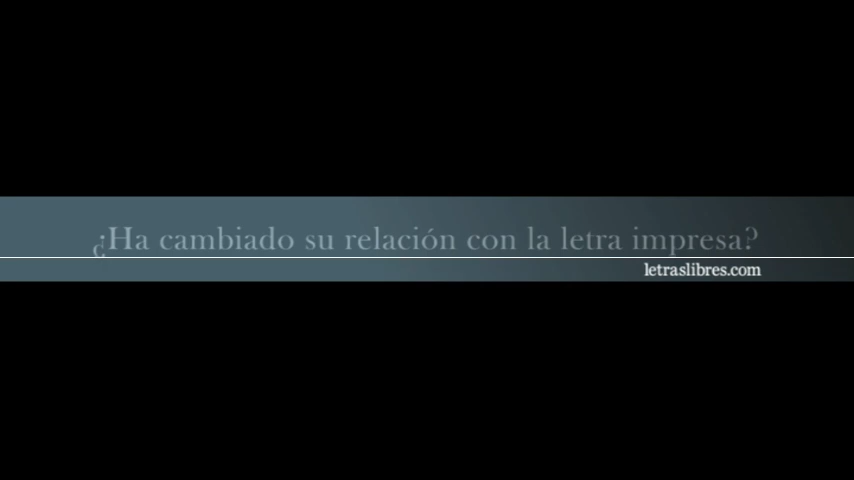 ¿Ha cambiado su relación con la letra impresa?
letraslibres.com